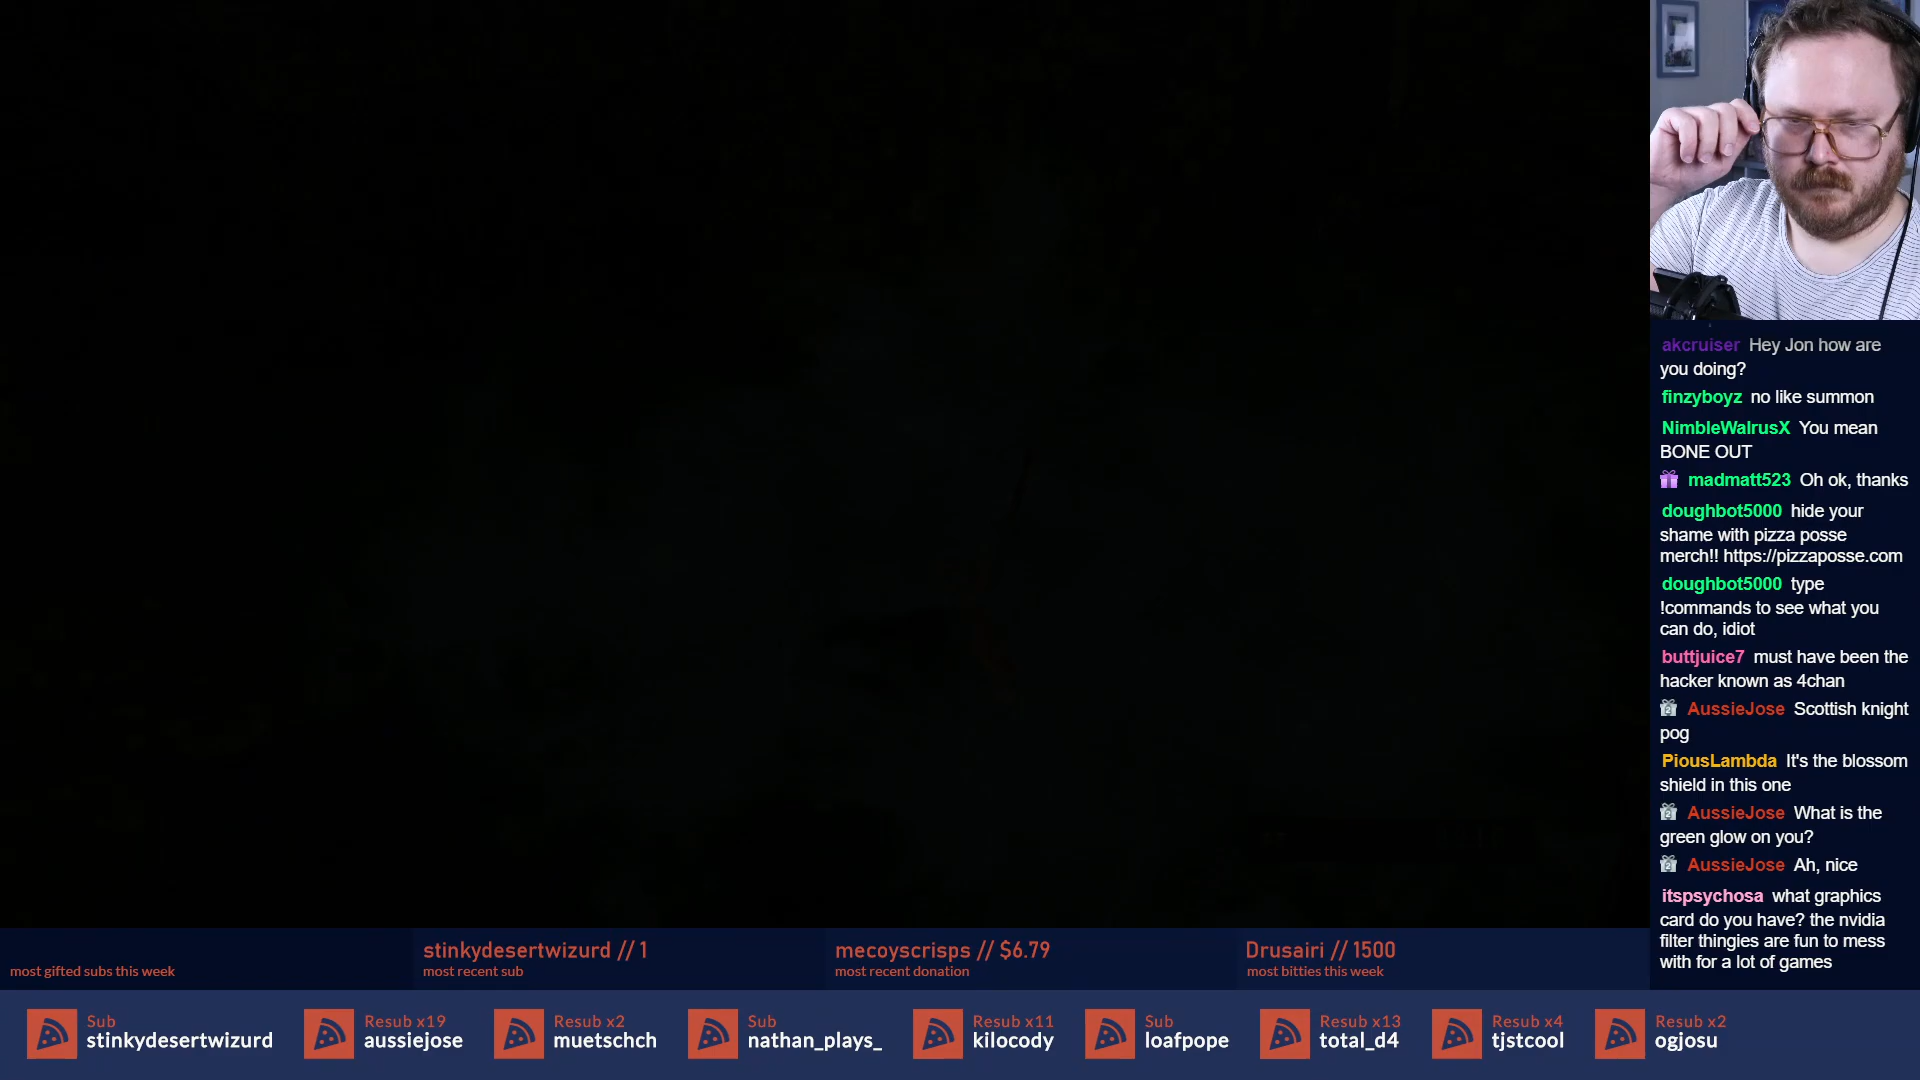 akcruiser Hey Jon how are
you doing?
finzyboyz no like summon
NimbleWalrusX You mean
BONE OUT
madmatt523 Oh ok, thanks
doughbot5000 hide your
shame with pizza posse
merch!! https://pizzaposse.com
doughbot5000 type
!commands to see what you
can do, idiot
buttjuice7 must have been the
hacker known as 4chan
AussieJose Scottish knight
pog
PiousLambda It's the blossom
shield in this one
AussieJose What is the
green glow on you?
AussieJose Ah, nice
itspsychosa what graphics
card do you have? the nvidia
filter thingies are fun to mess
with for a lot of games
most gifted subs this week
stinkydesertwizurd // 1
most recent sub
mecoyscrisps // $6.79
most recent donation
Drusairi // 1500
most bitties this week
Sub
stinkydesertwizurd
Resub x19
aussiejose
Resub x2
muetschch
Sub
nathan_plays_
Resub x11
kilocody
Sub
loafpope
Resub x13
total_d4
Resub x4
tjstcool
Resub x2
ogjosu